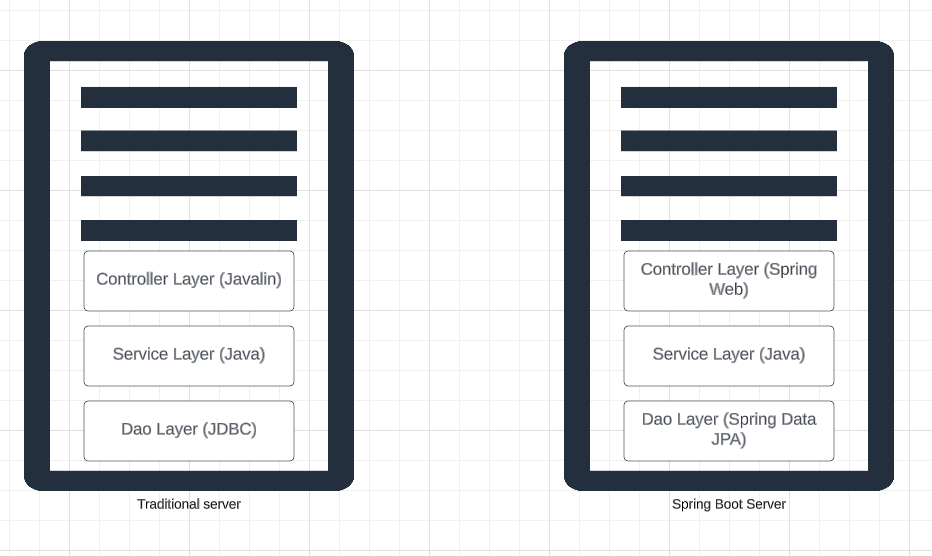 Controller Layer (Javalin)
Service Layer (Java)
Dao Layer (JDBC)
Traditional server
Controller Layer (Spring
Web)
Service Layer (Java)
Dao Layer (Spring Data
JPA)
Spring Boot Server